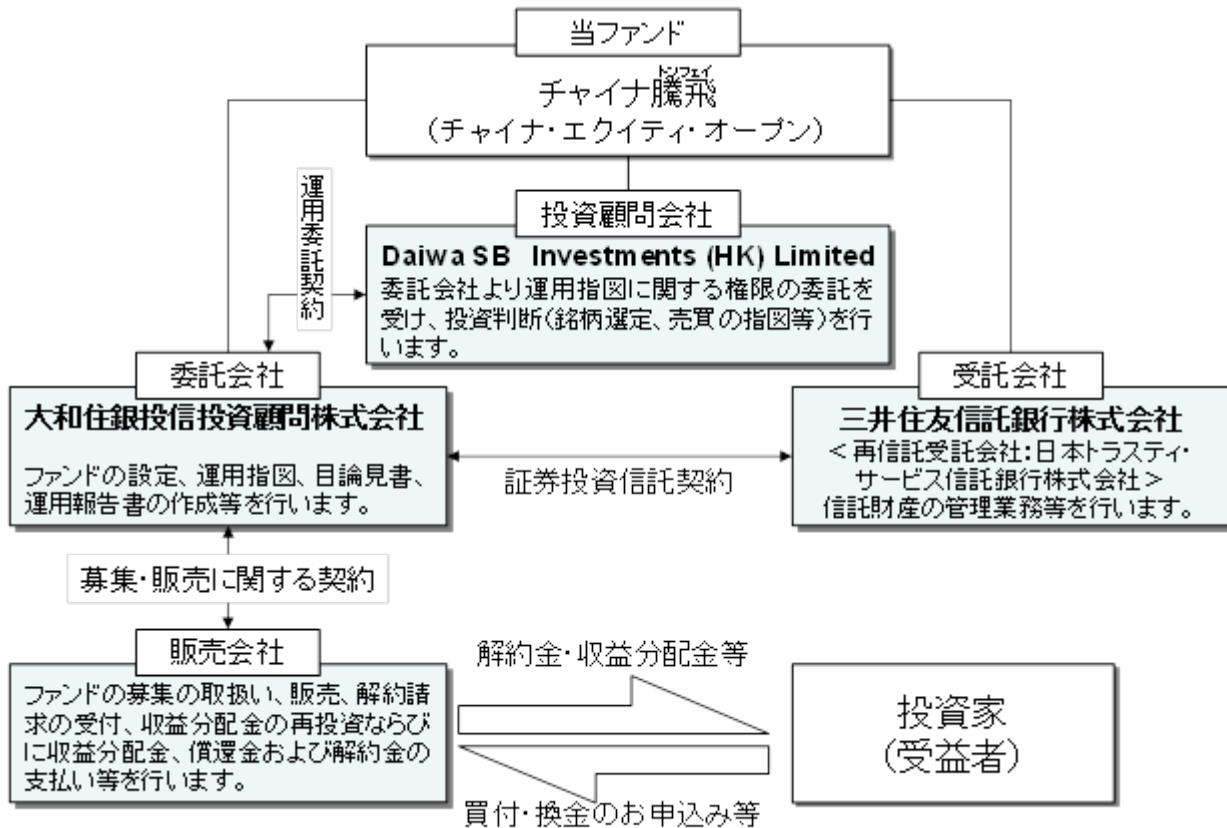 当ファンド
トンフェイ
チャイナ騰飛
(チャイナ・エクイティ・オープン)
運用委託契約
投資顧問会社
Daiwa SB Investments (HK) Limited
委託会社より運用指図に関する権限の委託を
受け、投資判断(銘柄選定、売買の指図等)を行
います。
委託会社
大和住銀投信投資顧問株式会社
ファンドの設定、運用指図、目論見書、
運用報告書の作成等を行います。
証券投資信託契約
受託会社
三井住友信託銀行株式会社
<再信託受託会社:日本トラスティ・
サービス信託銀行株式会社>
信託財産の管理業務等を行います。
募集・販売に関する契約
販売会社
ファンドの募集の取扱い、販売、解約請
求の受付、収益分配金の再投資ならび
に収益分配金、償還金および解約金の
支払い等を行います。
解約金・収益分配金等
買付・換金のお申込み等
投資家
(受益者)